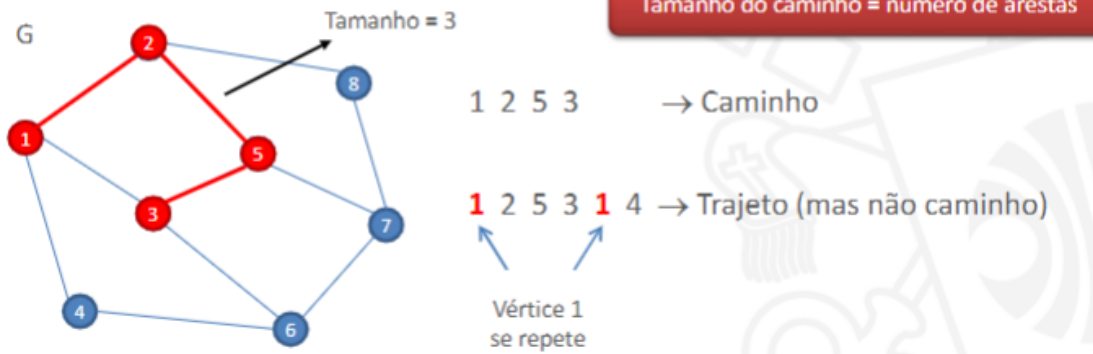 Tamanho do caminho = número de arestas
G
Tamanho = 3
2
8
1
5
3
7
4
6
1 2 5 3 → Caminho
1 2 5 3 1 4 → Trajeto (mas não caminho)
Vértice 1
se repete